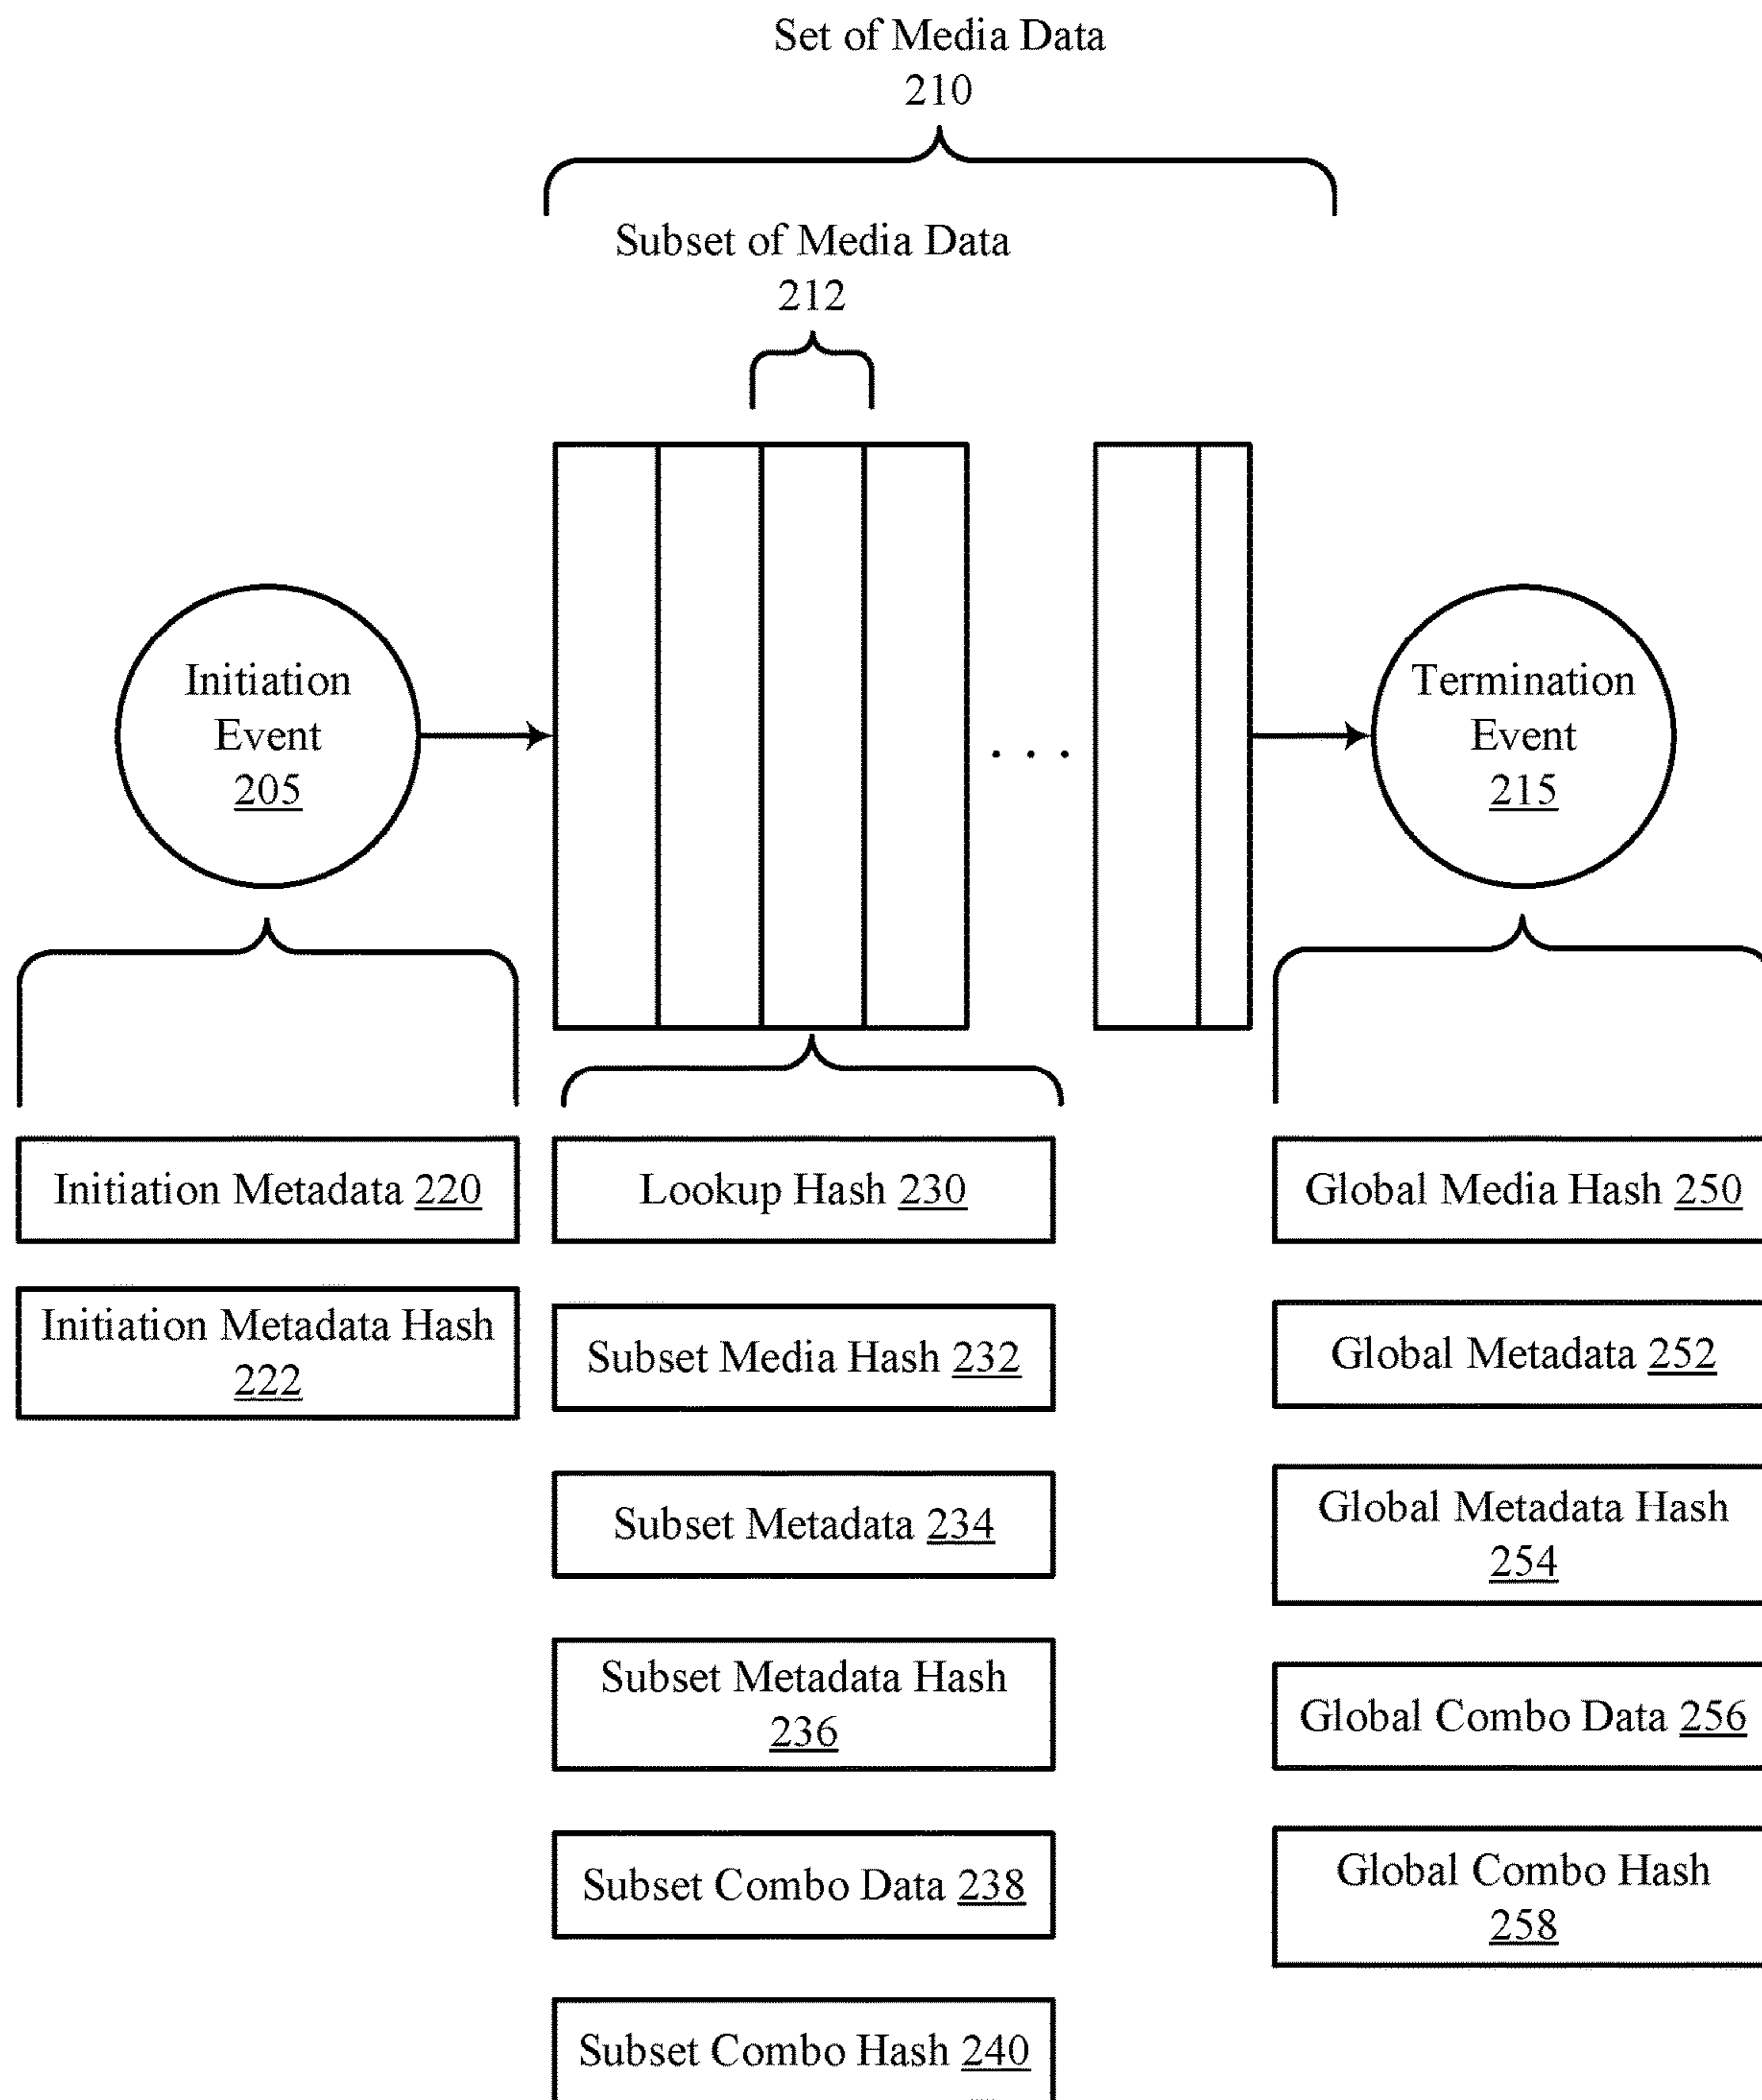 Set of Media Data
210
Subset of Media Data
212
Initiation
Event
205
. . .
Termination
Event
215
Initiation Metadata 220
Initiation Metadata Hash
222
Lookup Hash 230
Subset Media Hash 232
Subset Metadata 234
Subset Metadata Hash
236
Subset Combo Data 238
Subset Combo Hash 240
Global Media Hash 250
Global Metadata 252
Global Metadata Hash
254
Global Combo Data 256
Global Combo Hash
258